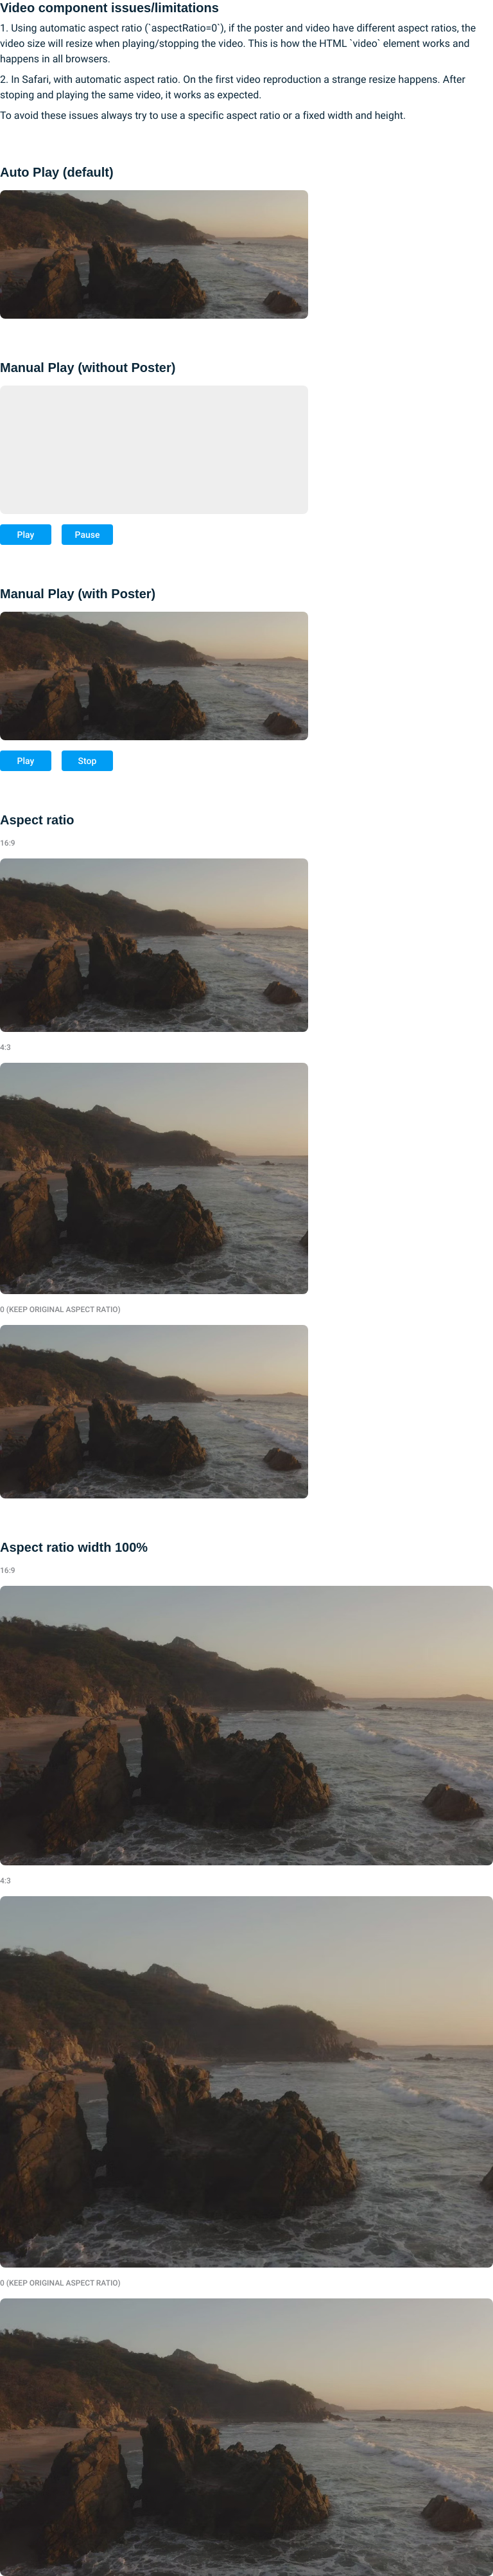 Video component issues/limitations
1. Using automatic aspect ratio (`aspectRatio=0`), if the poster and video have different aspect ratios, the
video size will resize when playing/stopping the video. This is how the HTML `video` element works and
happens in all browsers.
2. In Safari, with automatic aspect ratio. On the first video reproduction a strange resize happens. After
stoping and playing the same video, it works as expected.
To avoid these issues always try to use a specific aspect ratio or a fixed width and height.
Auto Play (default)
Manual Play (without Poster)
Play
Pause
Manual Play (with Poster)
Play
Stop
Aspect ratio
16:9
4:3
0 (KEEP ORIGINAL ASPECT RATIO)
Aspect ratio width 100%
16:9
4:3
0 (KEEP ORIGINAL ASPECT RATIO)